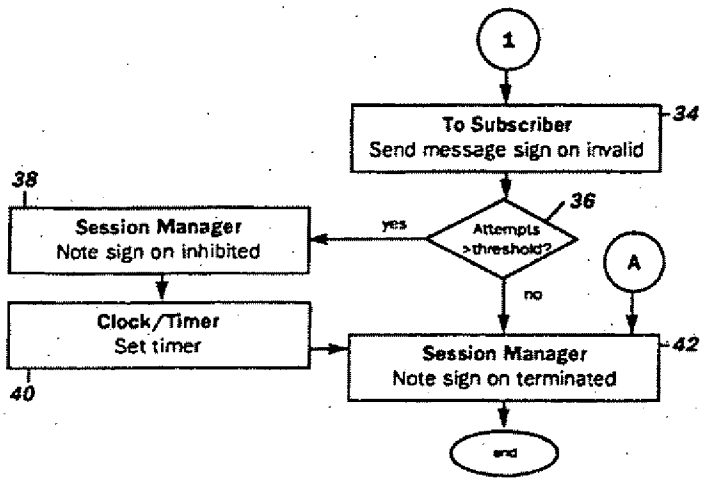 1
34
To Subscriber
Send message sign on invalid
38
36
Session Manager
Note sign on inhibited
yes
Attempts
>threshold?
A
no
Clock/Timer
Set timer
40
42
Session Manager
Note sign on terminated
end